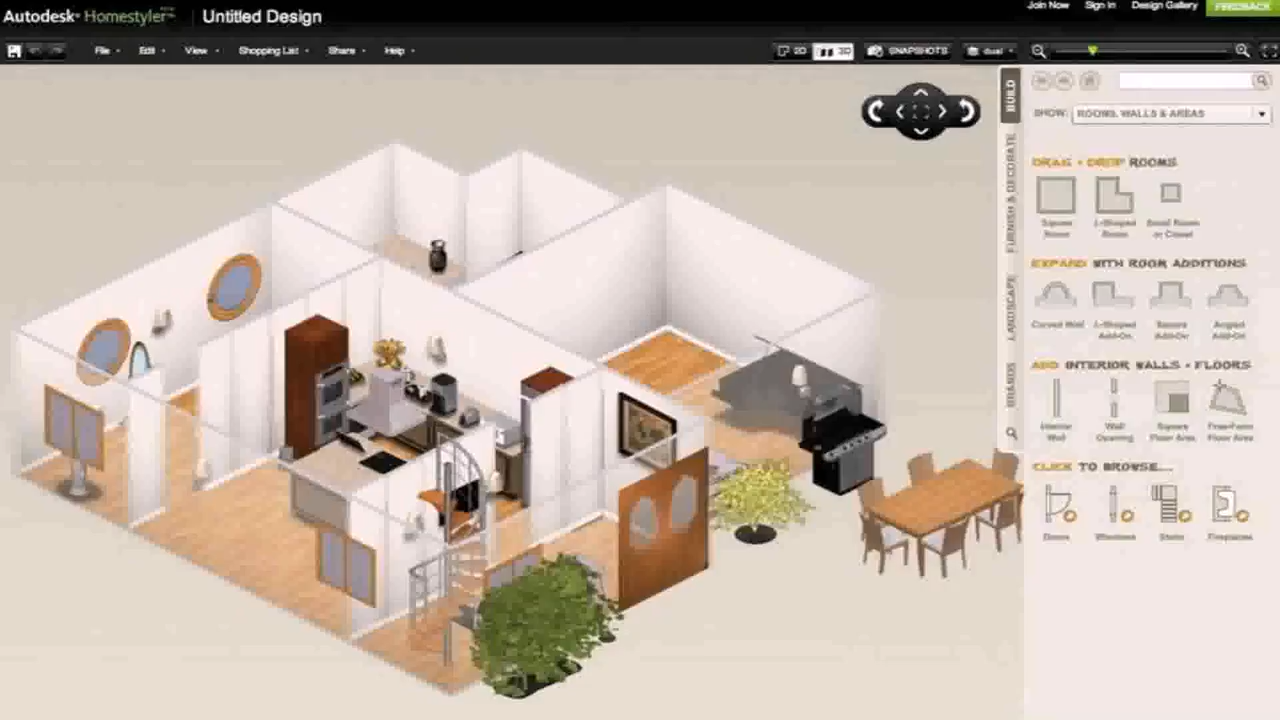 Autodesk® Homestyler™ Untitled Design
Join Now Sign In Design Gallery FEEDBACK
File Edit View Shopping List Share Help
2D 3D SNAPSHOTS dual
BUILD
FURNISH & DECORATE
LANDSCAPE
BRANDS
SHOW: ROOMS, WALLS & AREAS
DRAG + DROP ROOMS
Square Room
L-Shaped Room
Small Room or Closet
EXPAND WITH ROOM ADDITIONS
Curved Wall
L-Shaped Add-On
Square Add-On
Angled Add-On
ADD INTERIOR WALLS + FLOORS
Interior Wall
Wall Opening
Square Floor Area
Free-Form Floor Area
CLICK TO BROWSE...
Doors
Windows
Stairs
Fireplaces